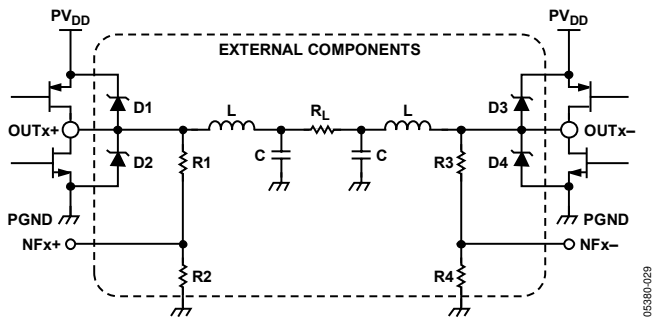 PVDD
PVDD
EXTERNAL COMPONENTS
D1
L
RL
L
D3
OUTx+
OUTx–
D2
R1
C
C
R3
D4
PGND
PGND
NFx+
NFx–
R2
R4
05380-029